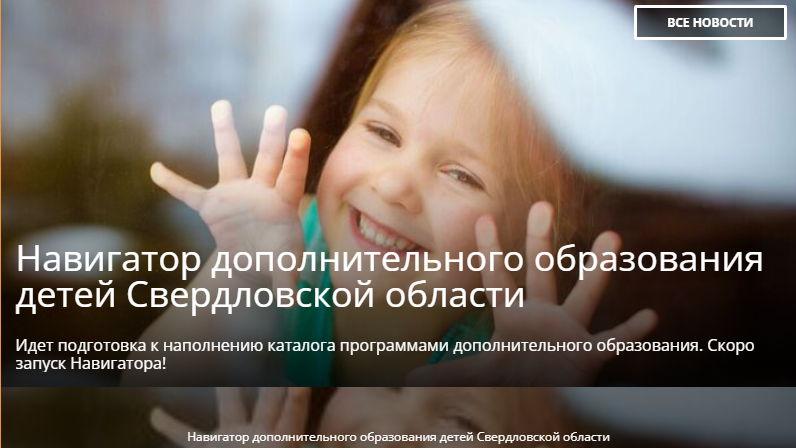 ВСЕ НОВОСТИ
Навигатор дополнительного образования
детей Свердловской области
Идет подготовка к наполнению каталога программами дополнительного образования. Скоро
запуск Навигатора!
Навигатор дополнительного образования детей Свердловской области